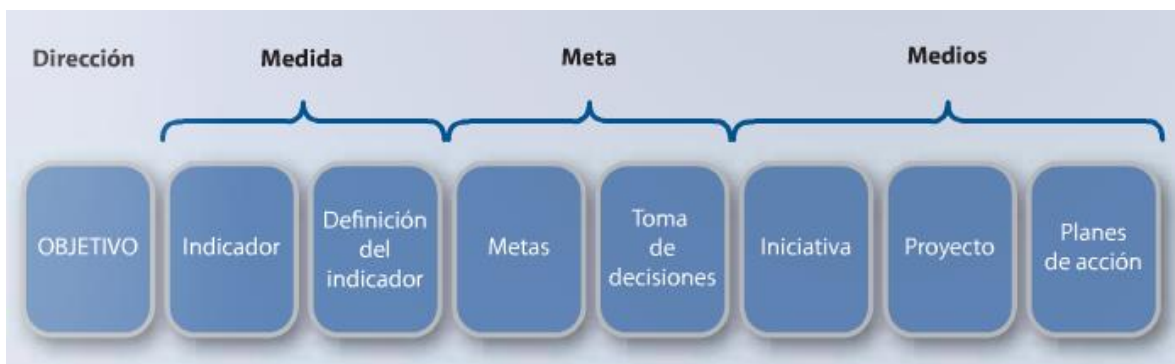 Dirección
Medida
Meta
Medios
OBJETIVO
Indicador
Definición
del
indicador
Metas
Toma
de
decisiones
Iniciativa
Proyecto
Planes
de acción